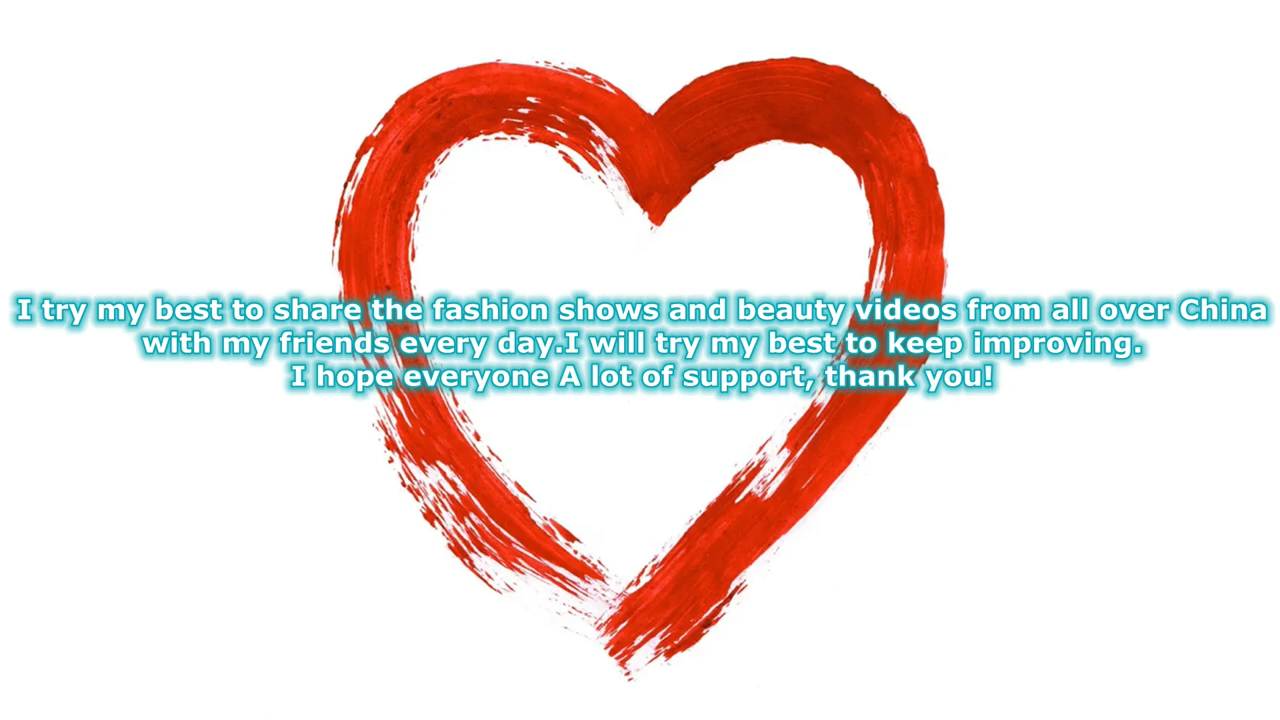 I try my best to share the fashion shows and beauty videos from all over China
with my friends every day.I will try my best to keep improving.
I hope everyone A lot of support, thank you!